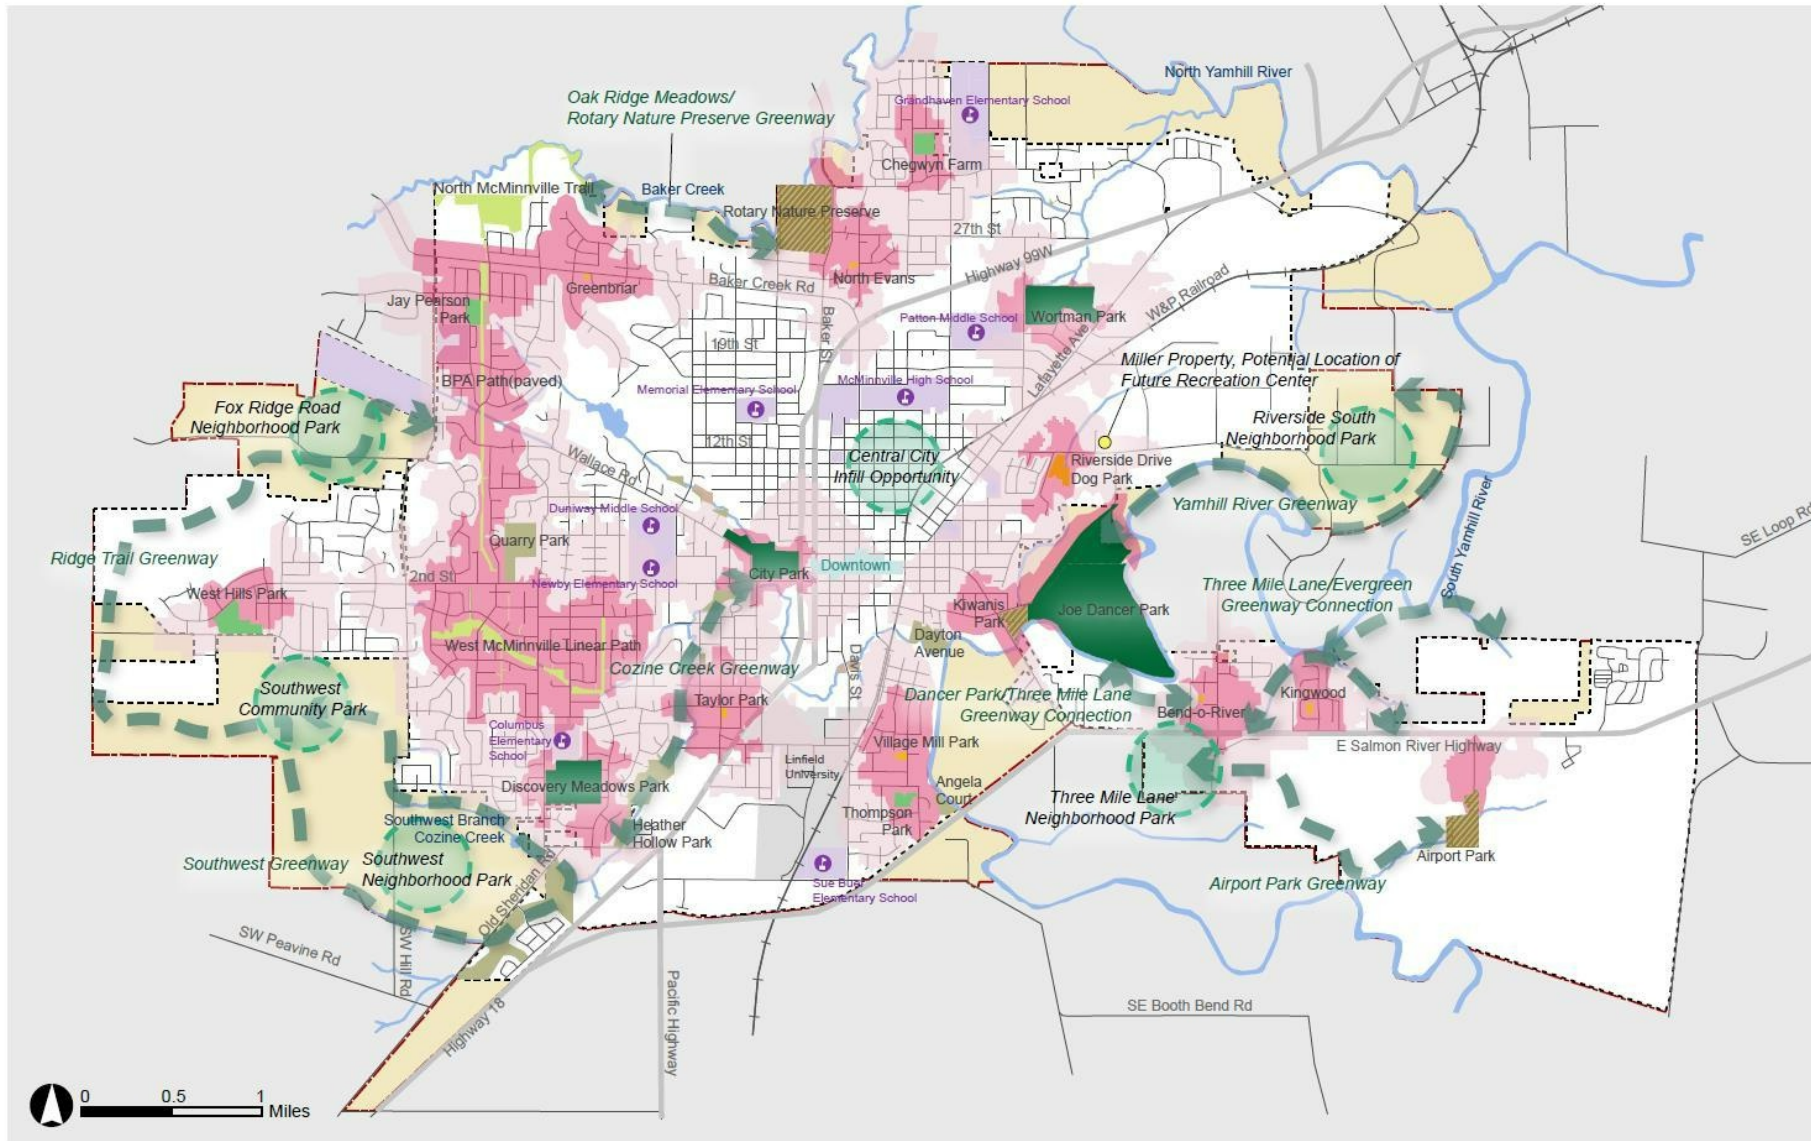 North Yamhill River
Oak Ridge Meadows/
Rotary Nature Preserve Greenway
Grandhaven Elementary School
Chegwyn Farm
North McMinnville Trail
Baker Creek
Rotary Nature Preserve
27th St
Highway 99W
North Evans
Baker Creek Rd
Greenbriar
Jay Pearson
Park
W&P Railroad
Patton Middle School
Wortman Park
Baker St
19th St
Lafayette Ave
Miller Property, Potential Location of
Future Recreation Center
BPA Path(paved)
Memorial Elementary School
McMinnville High School
Fox Ridge Road
Neighborhood Park
Riverside South
Neighborhood Park
12th St
Wallace Rd
Central City
Infill Opportunity
Riverside Drive
Dog Park
Yamhill River Greenway
South Yamhill River
SE Loop Rd
Duniway Middle School
Quarry Park
Ridge Trail Greenway
2nd St
Newby Elementary School
City Park
Downtown
Three Mile Lane/Evergreen
Greenway Connection
West Hills Park
Kiwanis
Park
Joe Dancer Park
Dayton
Avenue
West McMinnville Linear Path
Cozine Creek Greenway
Davis St
Southwest
Community Park
Taylor Park
Dancer Park/Three Mile Lane
Greenway Connection
Bend-o-River
Kingwood
Columbus
Elementary
School
Village Mill Park
E Salmon River Highway
Linfield
University
Discovery Meadows Park
Angela
Court
Three Mile Lane
Neighborhood Park
Thompson
Park
Southwest Branch
Cozine Creek
Heather
Hollow Park
Airport Park
Southwest Greenway
Southwest
Neighborhood Park
Airport Park Greenway
Sue Buel
Elementary School
Old Sheridan Rd
SW Peavine Rd
SW Hill Rd
Pacific Highway
Highway 18
SE Booth Bend Rd
0 0.5 1
Miles